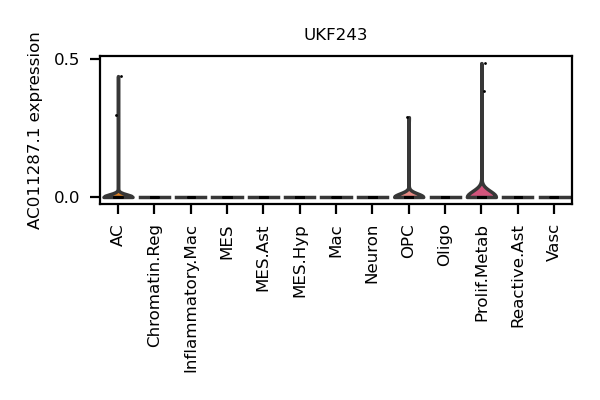 UKF243
AC011287.1 expression
0.5
0.0
AC
Chromatin.Reg
Inflammatory.Mac
MES
MES.Ast
MES.Hyp
Mac
Neuron
OPC
Oligo
Prolif.Metab
Reactive.Ast
Vasc